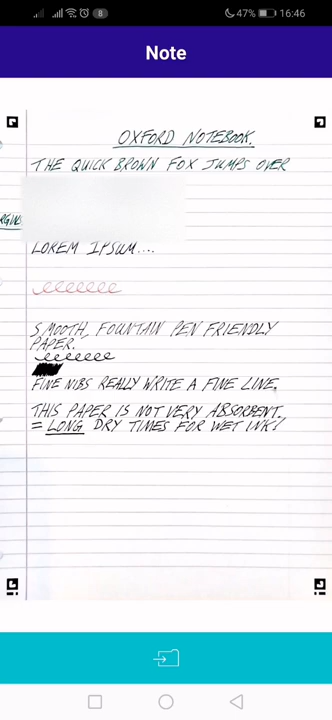 8
47%
16:46
Note
OXFORD NOTEBOOK.
THE QUICK BROWN FOX JUMPS OVER
LOREM IPSUM....
SMOOTH, FOUNTAIN PEN FRIENDLY
PAPER.
FINE NIBS REALLY WRITE A FINE LINE.
THIS PAPER IS NOT VERY ABSORBENT.
= LONG DRY TIMES FOR WET INK!